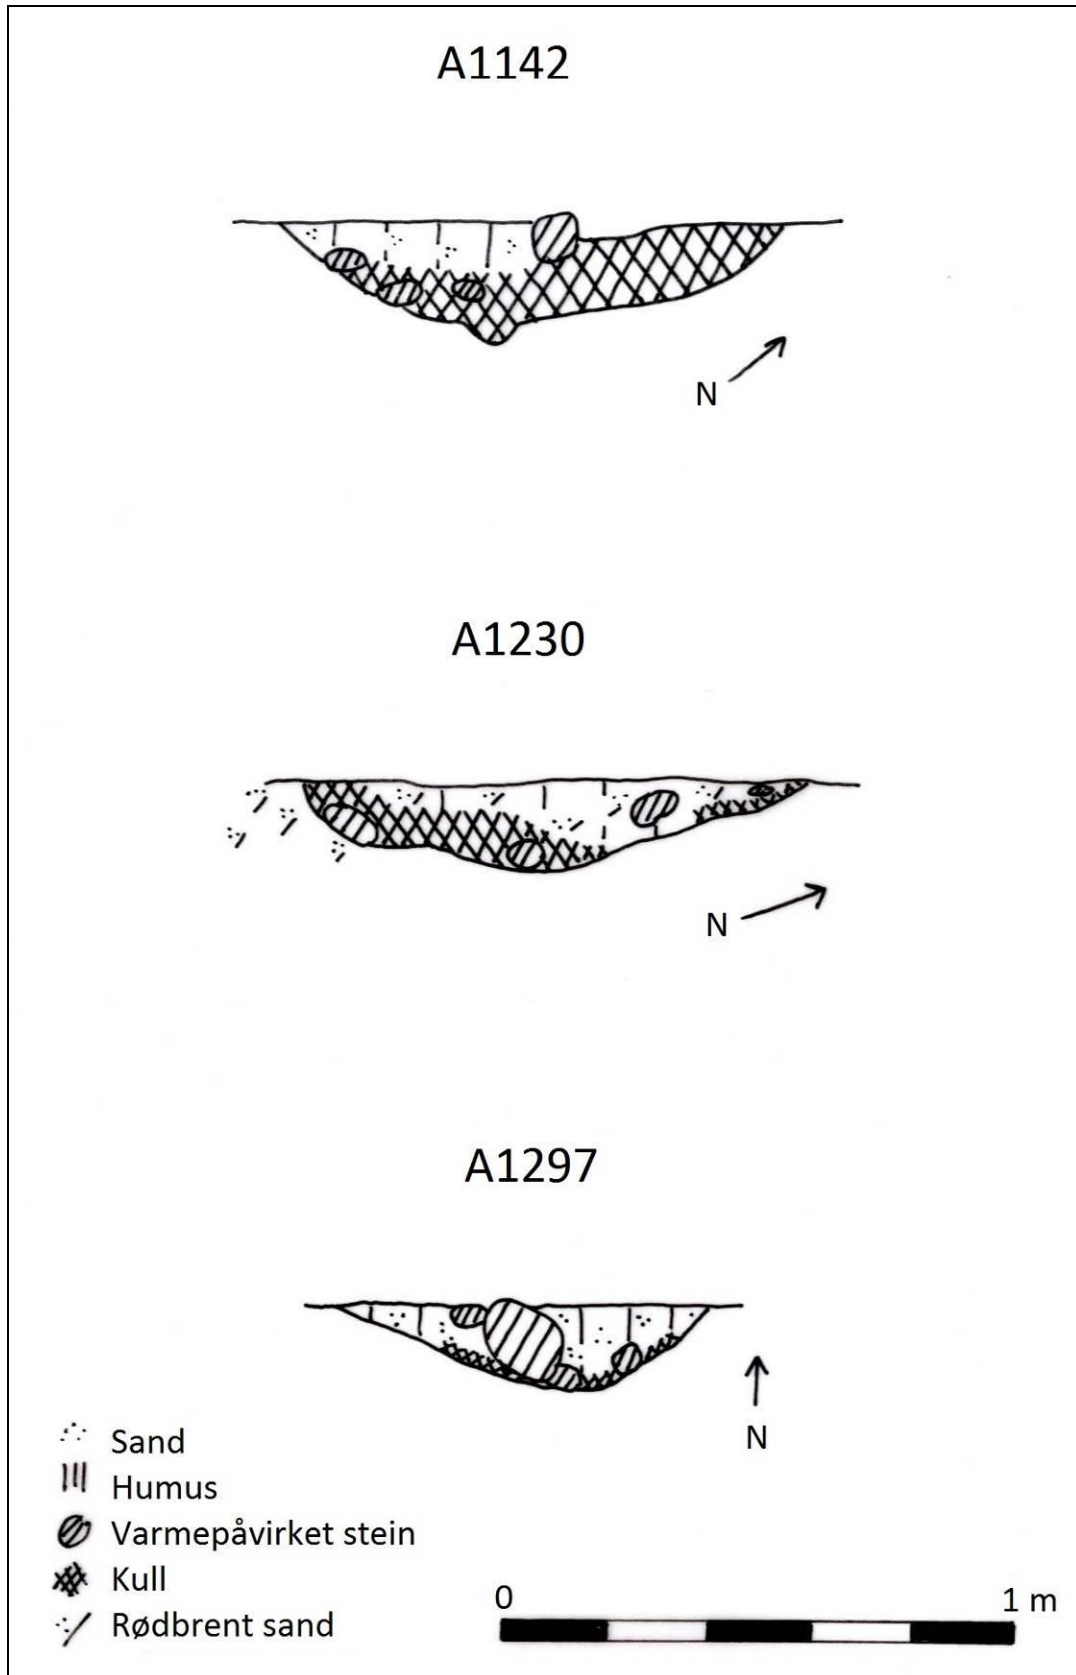 A1142
N
A1230
N
A1297
N
Sand
Humus
Varmepåvirket stein
Kull
Rødbrent sand
0 1 m